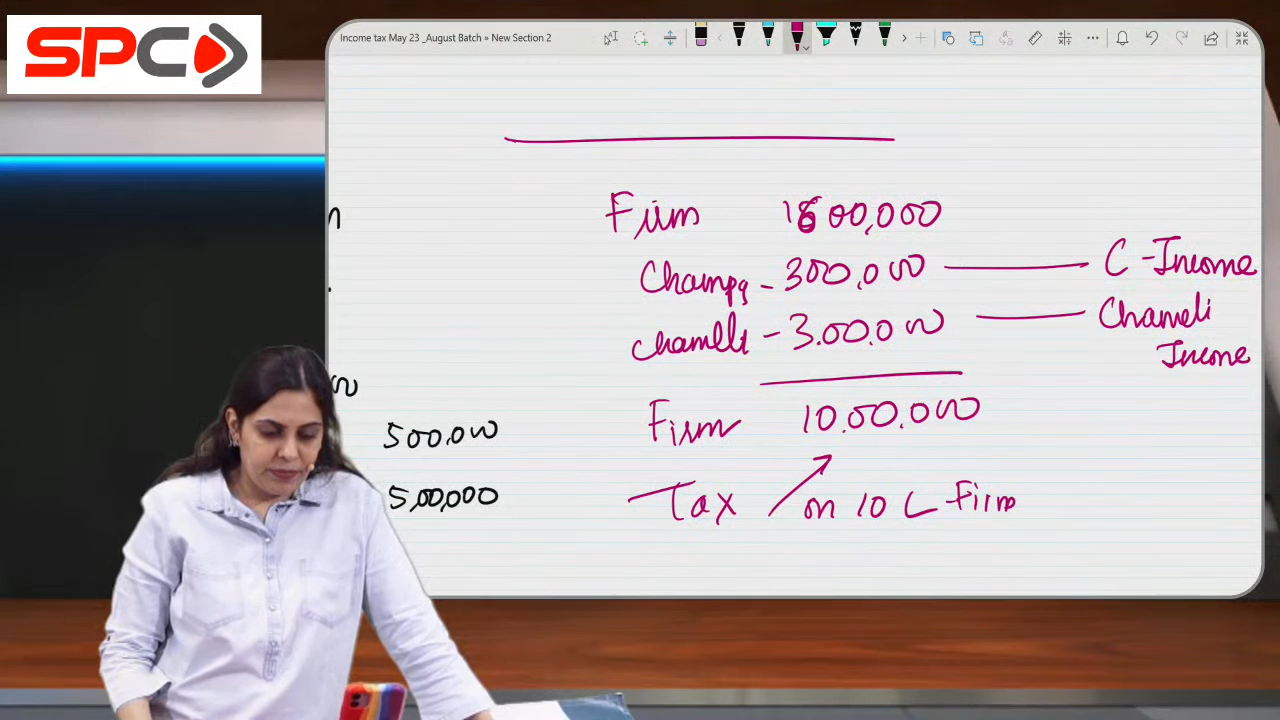 SPC
Income tax May 23 _August Batch » New Section 2
Firm 1600,000
Champa - 300,000 — C - Income
Chameli - 3.00.000 — Chameli Income
Firm 10,00,000
500,000
Tax on 10 L Firm
5,00,000